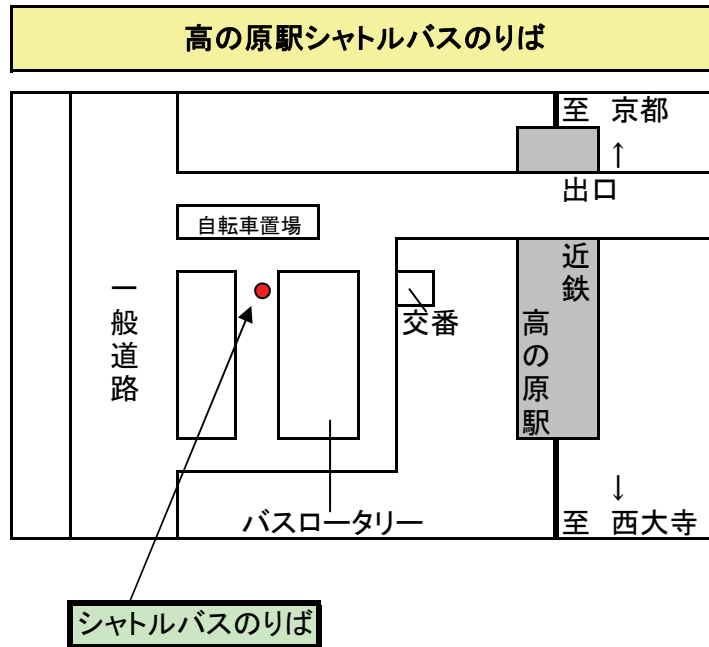 高の原駅シャトルバスのりば
至 京都
↑
出口
自転車置場
近鉄
一般道路
交番
高の原駅
↓
バスロータリー
至 西大寺
シャトルバスのりば